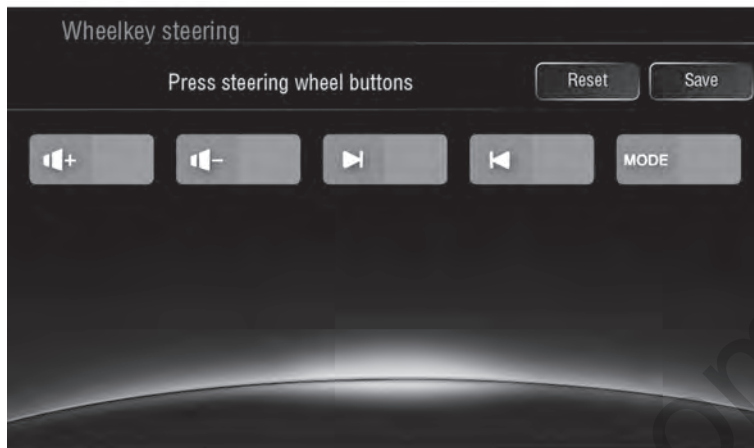 Wheelkey steering
Press steering wheel buttons
Reset
Save
+
-
MODE